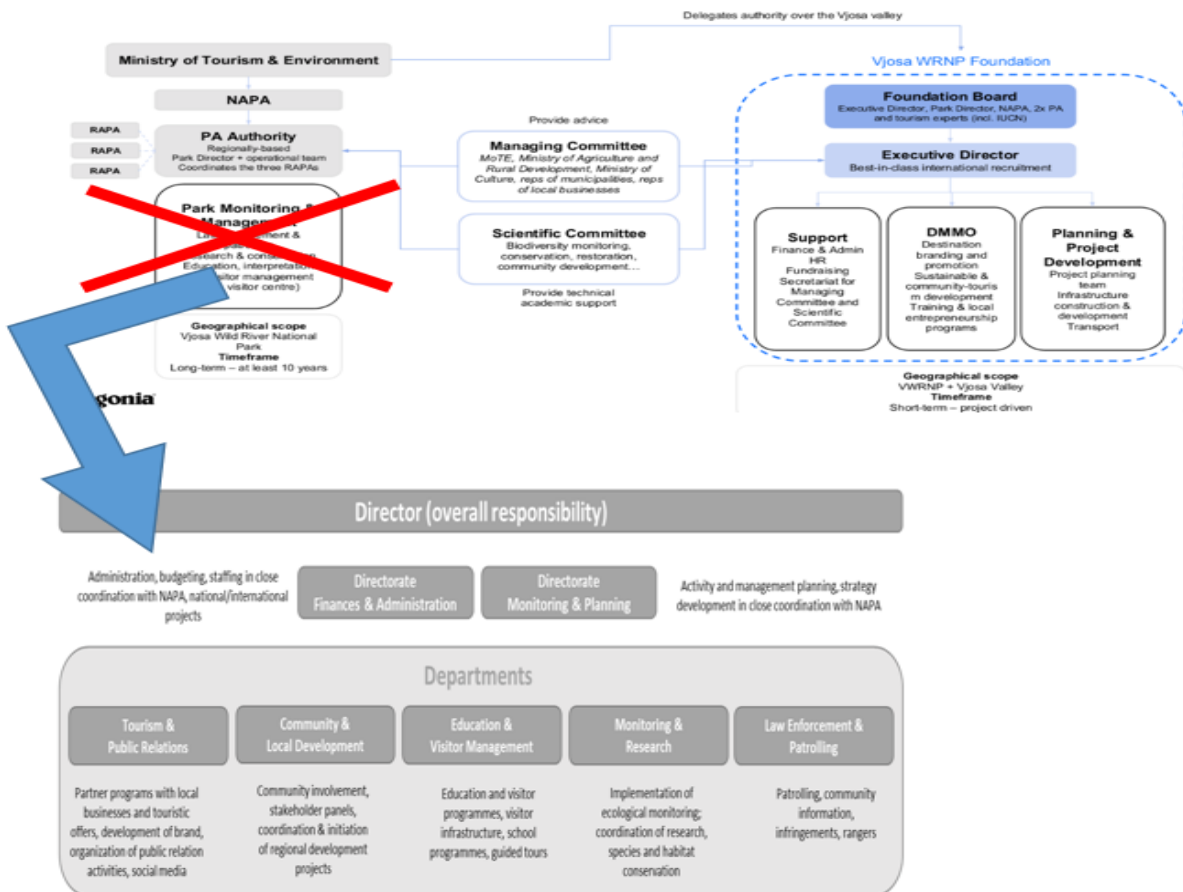 Delegates authority over the Vjosa valley
Ministry of Tourism & Environment
NAPA
RAPA
RAPA
RAPA
PA Authority
Regionally-based
Park Director + operational team
Coordinates the three RAPAs
Park Monitoring &
Management
Education, interpretation
visitor management
visitor centre)
Geographical scope
Vjosa Wild River National
Park
Timeframe
Long-term – at least 10 years
gonia
Provide advice
Managing Committee
MoTE, Ministry of Agriculture and
Rural Development, Ministry of
Culture, reps of municipalities, reps
of local businesses
Scientific Committee
Biodiversity monitoring,
conservation, restoration,
community development...
Provide technical
academic support
Vjosa WRNP Foundation
Foundation Board
Executive Director, Park Director, NAPA, 2x PA
and tourism experts (incl. IUCN)
Executive Director
Best-in-class international recruitment
Support
Finance & Admin
HR
Fundraising
Secretariat for
Managing
Committee and
Scientific
Committee
DMMO
Destination
branding and
promotion
Sustainable &
community-touris
m development
Training & local
entrepreneurship
programs
Planning &
Project
Development
Project planning
team
Infrastructure
construction &
development
Transport
Geographical scope
VWRNP + Vjosa Valley
Timeframe
Short-term – project driven
Director (overall responsibility)
Administration, budgeting, staffing in close
coordination with NAPA, national/international
projects
Directorate
Finances & Administration
Directorate
Monitoring & Planning
Activity and management planning, strategy
development in close coordination with NAPA
Departments
Tourism &
Public Relations
Community &
Local Development
Education &
Visitor Management
Monitoring &
Research
Law Enforcement &
Patrolling
Partner programs with local
businesses and touristic
offers, development of brand,
organization of public relation
activities, social media
Community involvement,
stakeholder panels,
coordination & initiation
of regional development
projects
Education and visitor
programmes, visitor
infrastructure, school
programmes, guided tours
Implementation of
ecological monitoring;
coordination of research,
species and habitat
conservation
Patrolling, community
information,
infringements, rangers